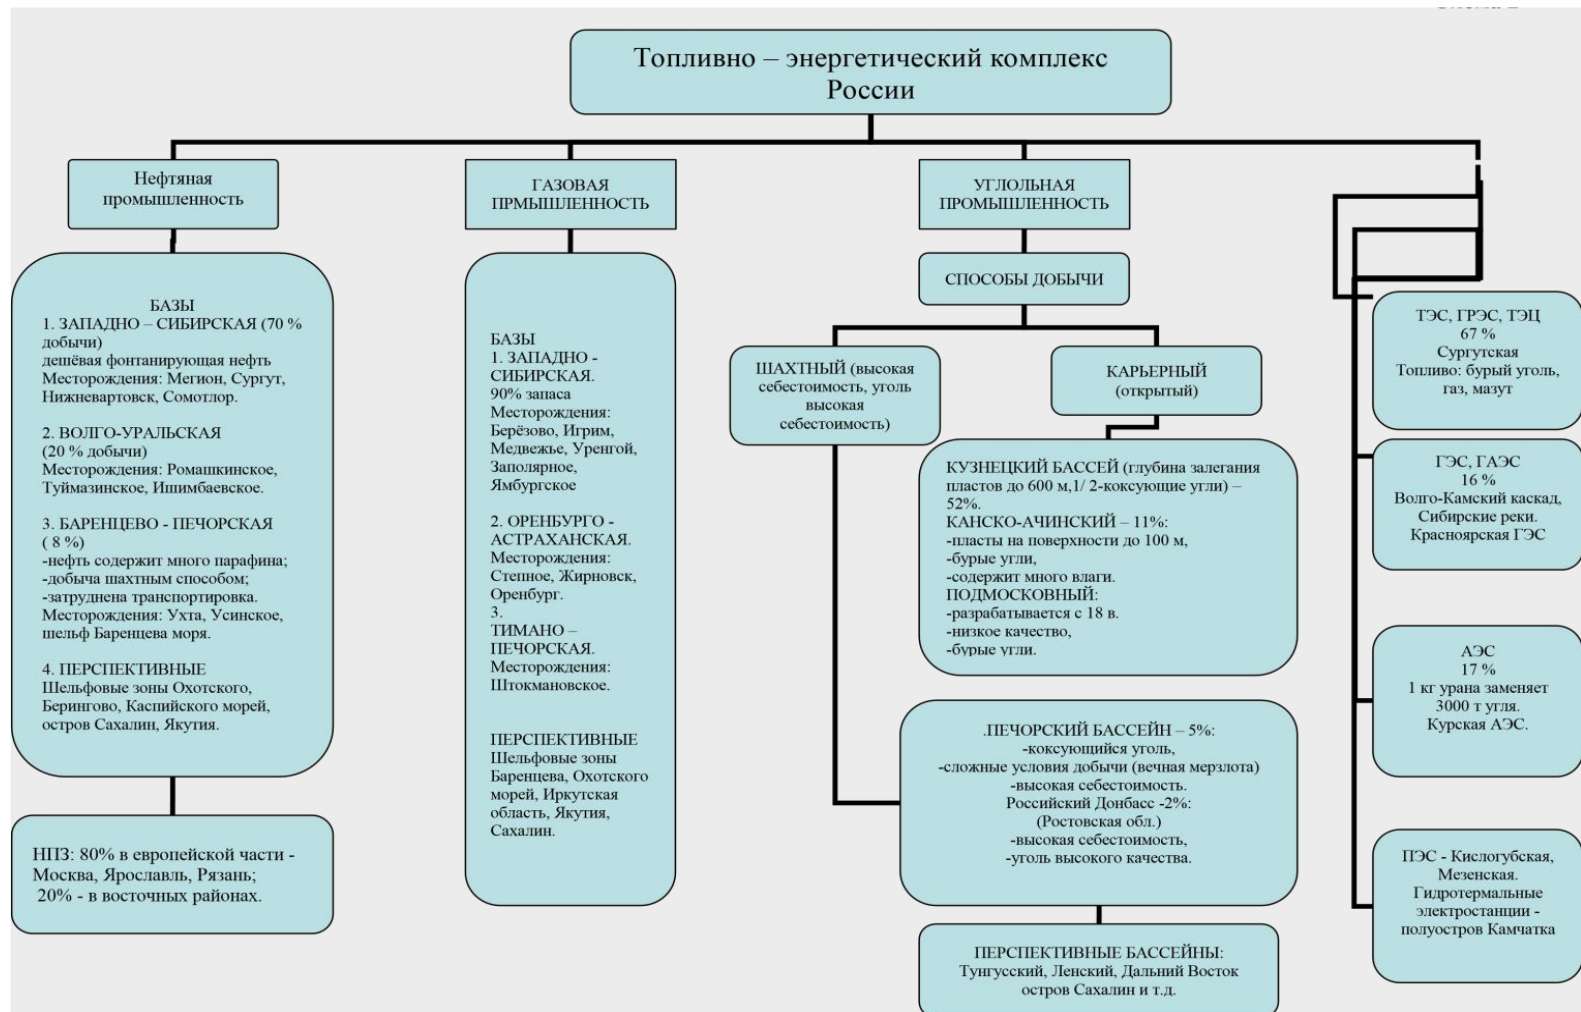 Топливно – энергетический комплекс
России
Нефтяная
промышленность
БАЗЫ
1. ЗАПАДНО – СИБИРСКАЯ (70 %
добычи)
дешёвая фонтанирующая нефть
Месторождения: Мегион, Сургут,
Нижневартовск, Сомотлор.
2. ВОЛГО-УРАЛЬСКАЯ
(20 % добычи)
Месторождения: Ромашкинское,
Туймазинское, Ишимбаевское.
3. БАРЕНЦЕВО - ПЕЧОРСКАЯ
( 8 %)
-нефть содержит много парафина;
-добыча шахтным способом;
-затруднена транспортировка.
Месторождения: Ухта, Усинское,
шельф Баренцева моря.
4. ПЕРСПЕКТИВНЫЕ
Шельфовые зоны Охотского,
Берингово, Каспийского морей,
остров Сахалин, Якутия.
НПЗ: 80% в европейской части -
Москва, Ярославль, Рязань;
20% - в восточных районах.
ГАЗОВАЯ
ПРМЫШЛЕННОСТЬ
БАЗЫ
1. ЗАПАДНО -
СИБИРСКАЯ.
90% запаса
Месторождения:
Берёзово, Игрим,
Медвежье, Уренгой,
Заполярное,
Ямбургское
2. ОРЕНБУРГО -
АСТРАХАНСКАЯ.
Месторождения:
Степное, Жирновск,
Оренбург.
3.
ТИМАНО –
ПЕЧОРСКАЯ.
Месторождения:
Штокмановское.
ПЕРСПЕКТИВНЫЕ
Шельфовые зоны
Баренцева, Охотского
морей, Иркутская
область, Якутия,
Сахалин.
УГЛОЛЬНАЯ
ПРОМЫШЛЕННОСТЬ
СПОСОБЫ ДОБЫЧИ
ШАХТНЫЙ (высокая
себестоимость, уголь
высокая
себестоимость)
КАРЬЕРНЫЙ
(открытый)
КУЗНЕЦКИЙ БАССЕЙ (глубина залегания
пластов до 600 м,1/ 2-коксующие угли) –
52%.
КАНСКО-АЧИНСКИЙ – 11%:
-пласты на поверхности до 100 м,
-бурые угли,
-содержит много влаги.
ПОДМОСКОВНЫЙ:
-разрабатывается с 18 в.
-низкое качество,
-бурые угли.
.ПЕЧОРСКИЙ БАССЕЙН – 5%:
-коксующийся уголь,
-сложные условия добычи (вечная мерзлота)
-высокая себестоимость.
Российский Донбасс -2%:
(Ростовская обл.)
-высокая себестоимость,
-уголь высокого качества.
ПЕРСПЕКТИВНЫЕ БАССЕЙНЫ:
Тунгусский, Ленский, Дальний Восток
остров Сахалин и т.д.
ТЭС, ГРЭС, ТЭЦ
67 %
Сургутская
Топливо: бурый уголь,
газ, мазут
ГЭС, ГАЭС
16 %
Волго-Камский каскад,
Сибирские реки.
Красноярская ГЭС
АЭС
17 %
1 кг урана заменяет
3000 т угля.
Курская АЭС.
ПЭС - Кислогубская,
Мезенская.
Гидротермальные
электростанции -
полуостров Камчатка